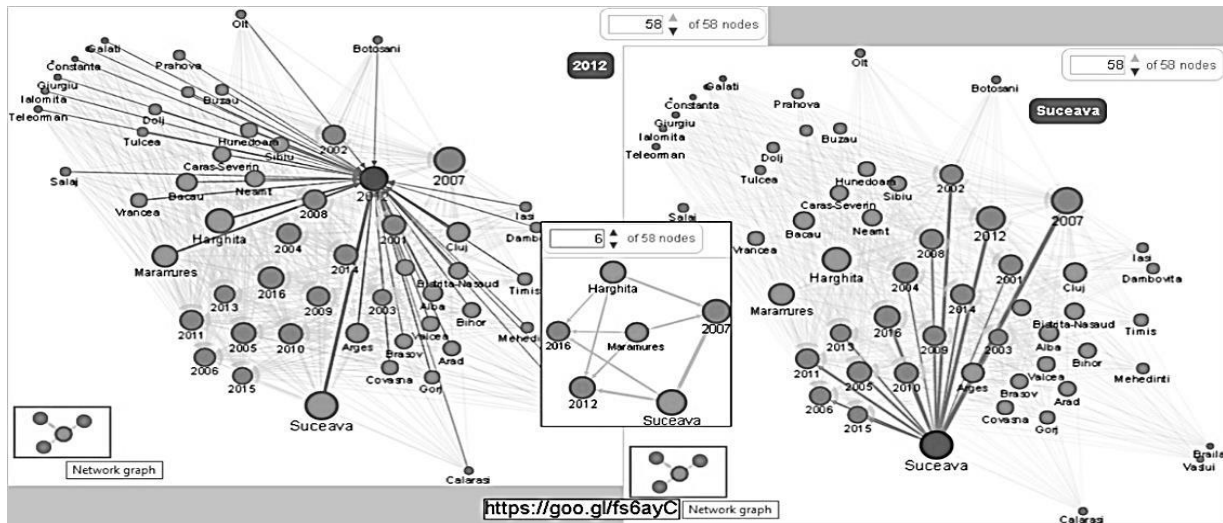 58 of 58 nodes
Olt
Botosani
Galati
Constanta
Prahova
2012
Giurgiu
Ialomita
Buzau
Teleorman
Dolj
Tulcea
Hunedoara
2002
Sibiu
2007
Caras-Severin
Salaj
Bacau
Neamt
2012
Vrancea
2008
Iasi
Harghita
2001
Cluj
Dambovita
2004
Maramures
2014
Bistrita-Nasaud
Timis
2016
2013
2009
2003
Alba
Bihor
2011
Valcea
Mehedinti
2005
2010
Arges
Brasov
Arad
2006
Covasna
2015
Gorj
Suceava
Network graph
Calarasi
6 of 58 nodes
Harghita
2007
2016
Maramures
2012
Suceava
58 of 58 nodes
Olt
Botosani
Galati
Constanta
Prahova
Suceava
Giurgiu
Ialomita
Buzau
Teleorman
Dolj
Tulcea
Hunedoara
2002
Sibiu
2007
Caras-Severin
Salaj
Bacau
Neamt
2012
Vrancea
2008
Iasi
Harghita
2001
Cluj
Dambovita
2004
Maramures
2014
Bistrita-Nasaud
Timis
2016
2013
2009
2003
Alba
Bihor
2011
Valcea
Mehedinti
2005
2010
Arges
Brasov
Arad
2006
Covasna
2015
Gorj
Suceava
Braila
Vaslui
Network graph
Calarasi
https://goo.gl/fs6ayC